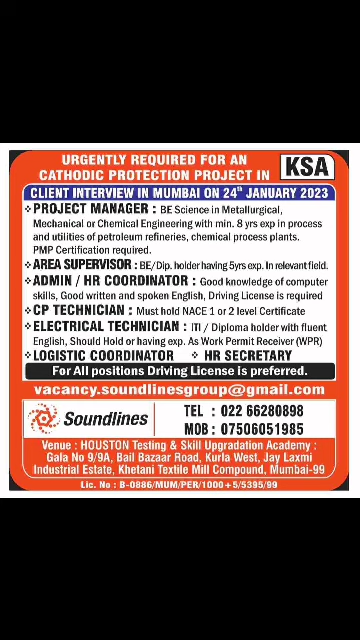 URGENTLY REQUIRED FOR AN
CATHODIC PROTECTION PROJECT IN KSA
CLIENT INTERVIEW IN MUMBAI ON 24th JANUARY 2023
❖ PROJECT MANAGER : BE Science in Metallurgical,
Mechanical or Chemical Engineering with min. 8 yrs exp in process
and utilities of petroleum refineries, chemical process plants.
PMP Certification required.
❖ AREA SUPERVISOR : BE/Dip. holder having 5yrs exp. In relevant field.
❖ ADMIN / HR COORDINATOR : Good knowledge of computer
skills, Good written and spoken English, Driving License is required
❖ CP TECHNICIAN : Must hold NACE 1 or 2 level Certificate
❖ ELECTRICAL TECHNICIAN : ITI / Diploma holder with fluent
English, Should Hold or having exp. As Work Permit Receiver (WPR)
❖ LOGISTIC COORDINATOR ❖ HR SECRETARY
For All positions Driving License is preferred.
vacancy.soundlinesgroup@gmail.com
Soundlines
TEL : 022 66280898
MOB : 07506051985
Venue : HOUSTON Testing & Skill Upgradation Academy :
Gala No 9/9A, Bail Bazaar Road, Kurla West, Jay Laxmi
Industrial Estate, Khetani Textile Mill Compound, Mumbai-99
Lic. No : B-0886/MUM/PER/1000+5/5395/99